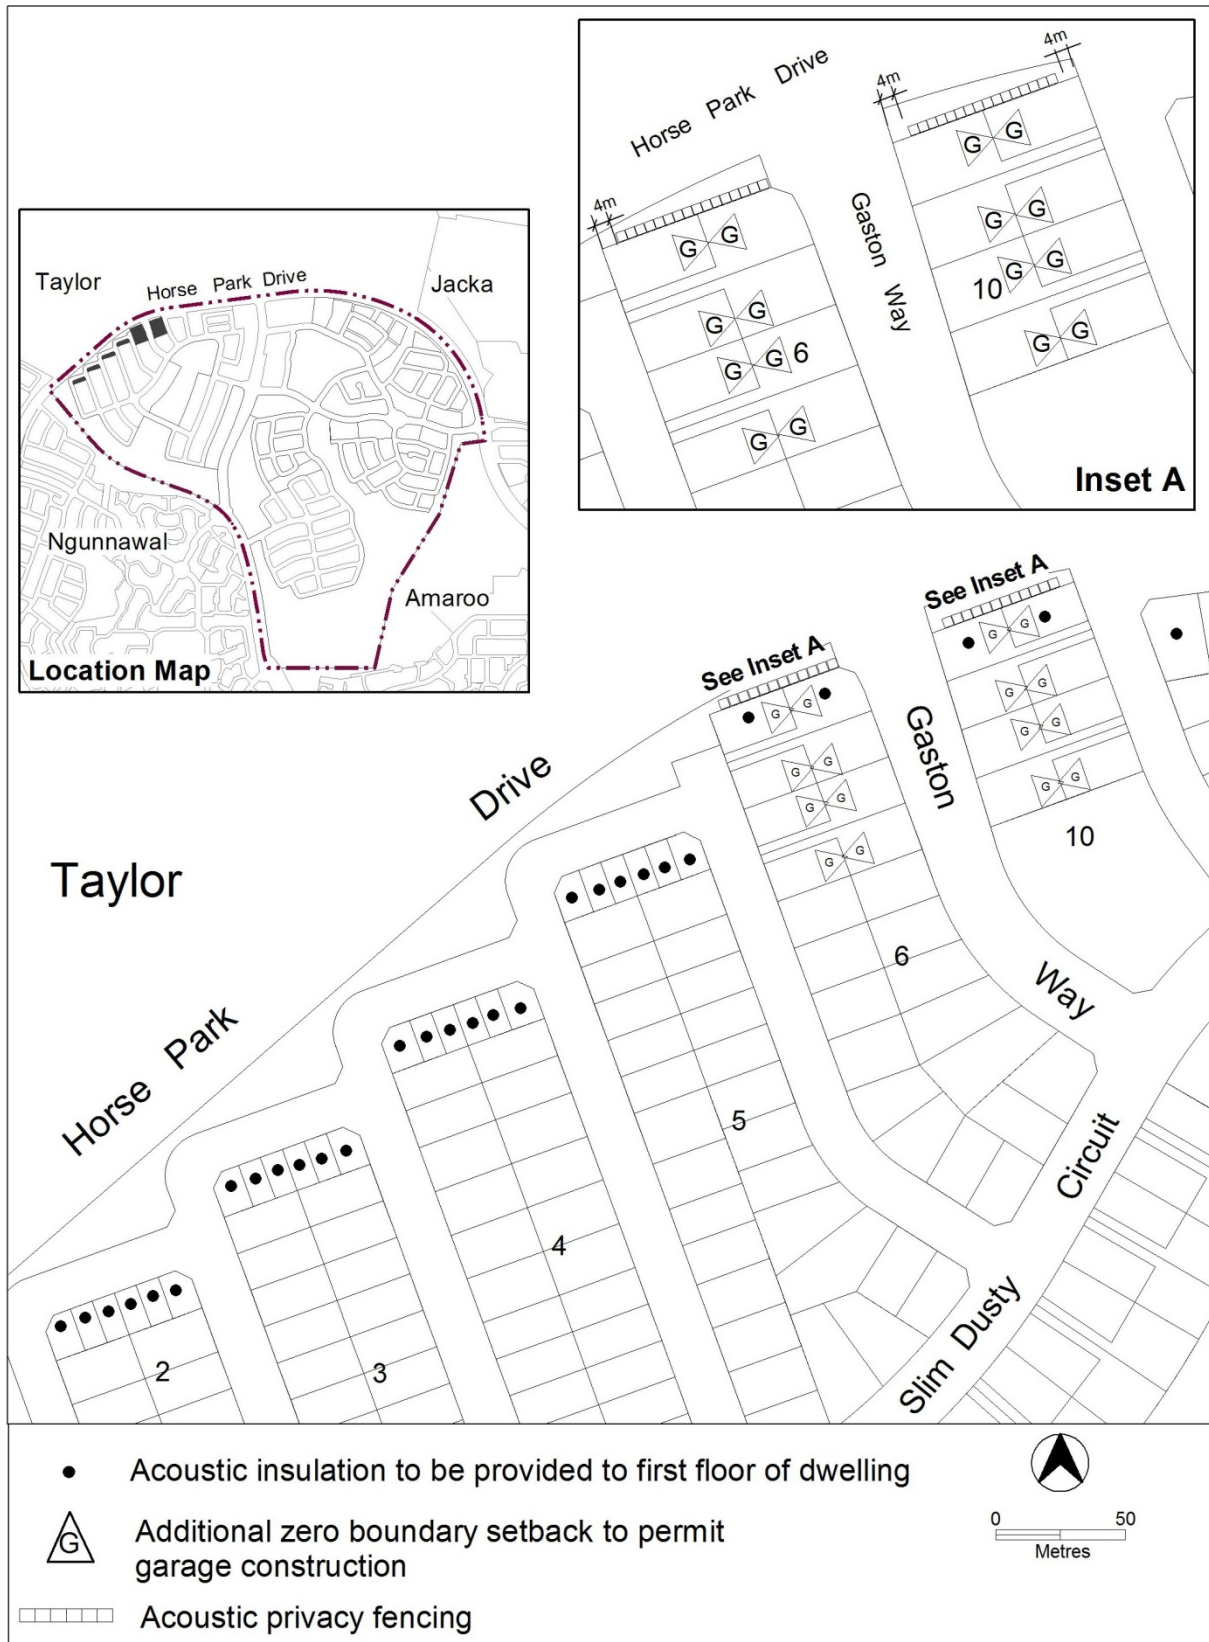 Horse Park Drive
4m
4m
4m
G G
G G
G G
G G
G G
G G
G G
G G
Gaston Way
6
10
Inset A
Taylor
Horse Park Drive
Jacka
Ngunnawal
Amaroo
Location Map
See Inset A
See Inset A
G G
G G
G G
G G
G G
G G
G G
G G
Horse Park Drive
Taylor
Gaston Way
10
6
5
4
3
2
Slim Dusty Circuit
Acoustic insulation to be provided to first floor of dwelling
G
Additional zero boundary setback to permit
garage construction
Acoustic privacy fencing
0 50
Metres